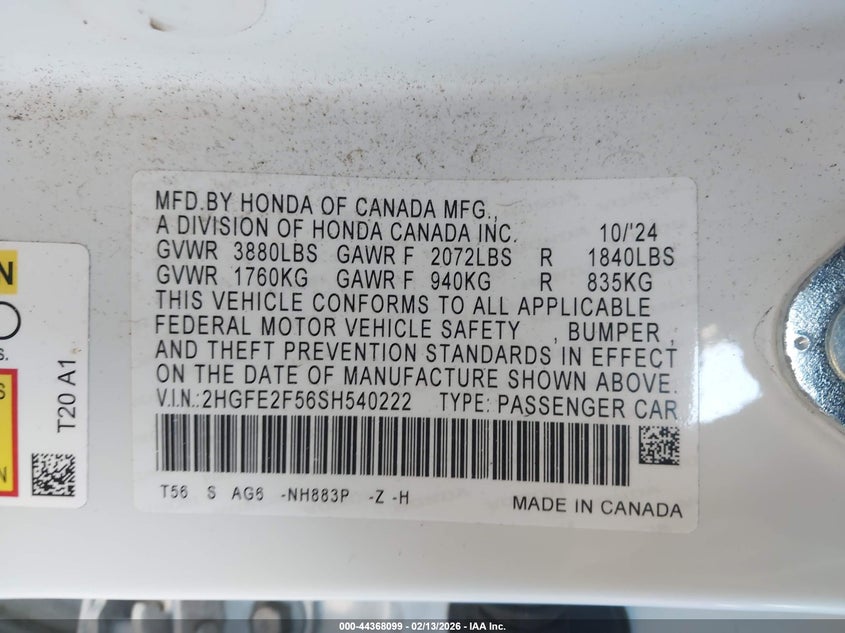 MFD.BY HONDA OF CANADA MFG.,
A DIVISION OF HONDA CANADA INC. 10/'24
GVWR 3880LBS GAWR F 2072LBS R 1840LBS
GVWR 1760KG GAWR F 940KG R 835KG
THIS VEHICLE CONFORMS TO ALL APPLICABLE
FEDERAL MOTOR VEHICLE SAFETY , BUMPER ,
AND THEFT PREVENTION STANDARDS IN EFFECT
ON THE DATE OF MANUFACTURE SHOWN ABOVE.
V.I.N.:2HGFE2F56SH540222 TYPE: PASSENGER CAR
T56 S AG6 -NH883P -Z -H
MADE IN CANADA
N
s.
S
N
T20 A1
000-44368099 - 02/13/2026 - IAA Inc.